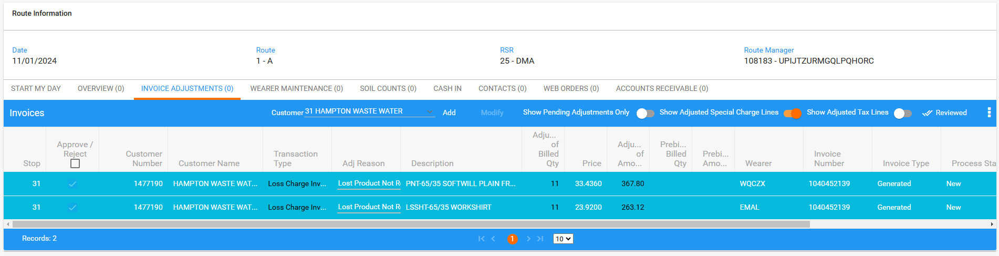 Route Information
Date Route RSR Route Manager
11/01/2024 1 - A 25 - DMA 108183 - UPIJTZURMGQLPQHORC
START MY DAY OVERVIEW (0) INVOICE ADJUSTMENTS (0) WEARER MAINTENANCE (0) SOIL COUNTS (0) CASH IN CONTACTS (0) WEB ORDERS (0) ACCOUNTS RECEIVABLE (0)
Invoices Customer 31 HAMPTON WASTE WATER Add Modify Show Pending Adjustments Only Show Adjusted Special Charge Lines Show Adjusted Tax Lines Reviewed
Stop
Approve /
Reject
Customer
Number
Customer Name
Transaction
Type
Adj Reason
Description
Adju...
of
Billed
Qty
Price
Adju...
of
Amo...
Prebi...
Billed
Qty
Prebi...
Amo...
Wearer
Invoice
Number
Invoice Type
Process Sta
31 1477190 HAMPTON WASTE WAT... Loss Charge Inv... Lost Product Not R PNT-65/35 SOFTWILL PLAIN FR... 11 33.4360 367.80 WQCZX 1040452139 Generated New
31 1477190 HAMPTON WASTE WAT... Loss Charge Inv... Lost Product Not R LSSHT-65/35 WORKSHIRT 11 23.9200 263.12 EMAL 1040452139 Generated New
Records: 2 1 10